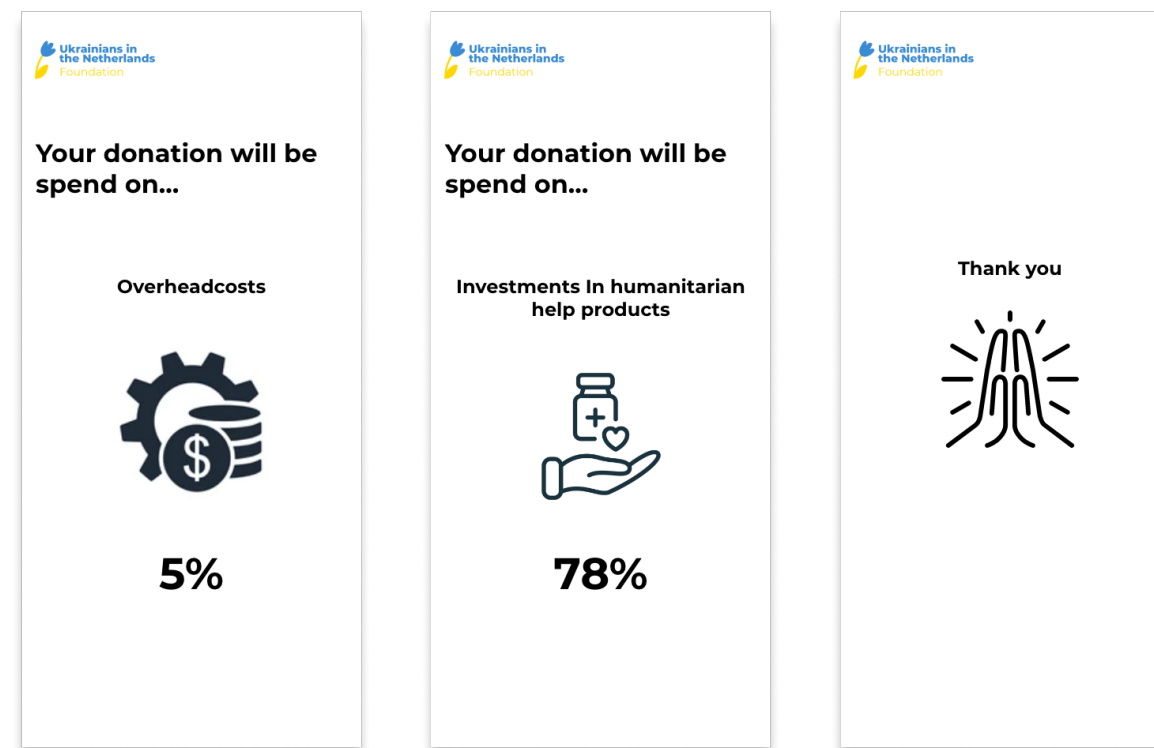 Ukrainians in
the Netherlands
Foundation
Your donation will be
spend on...
Overheadcosts
$
5%
Ukrainians in
the Netherlands
Foundation
Your donation will be
spend on...
Investments In humanitarian
help products
78%
Ukrainians in
the Netherlands
Foundation
Thank you